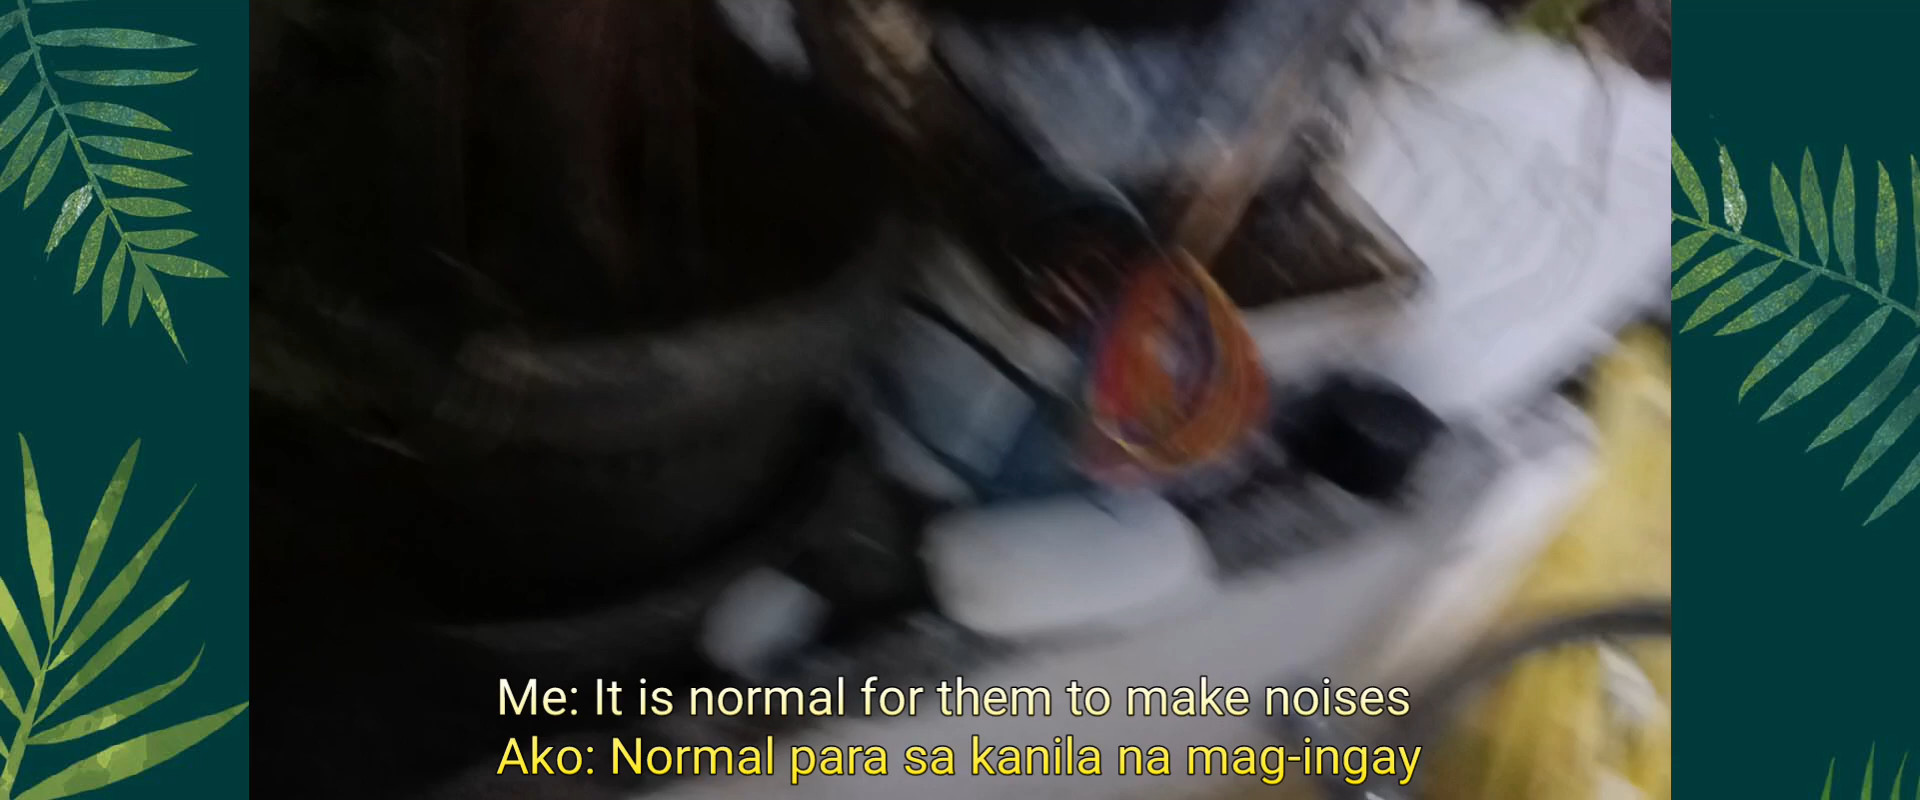 Me: It is normal for them to make noises
Ako: Normal para sa kanila na mag-ingay